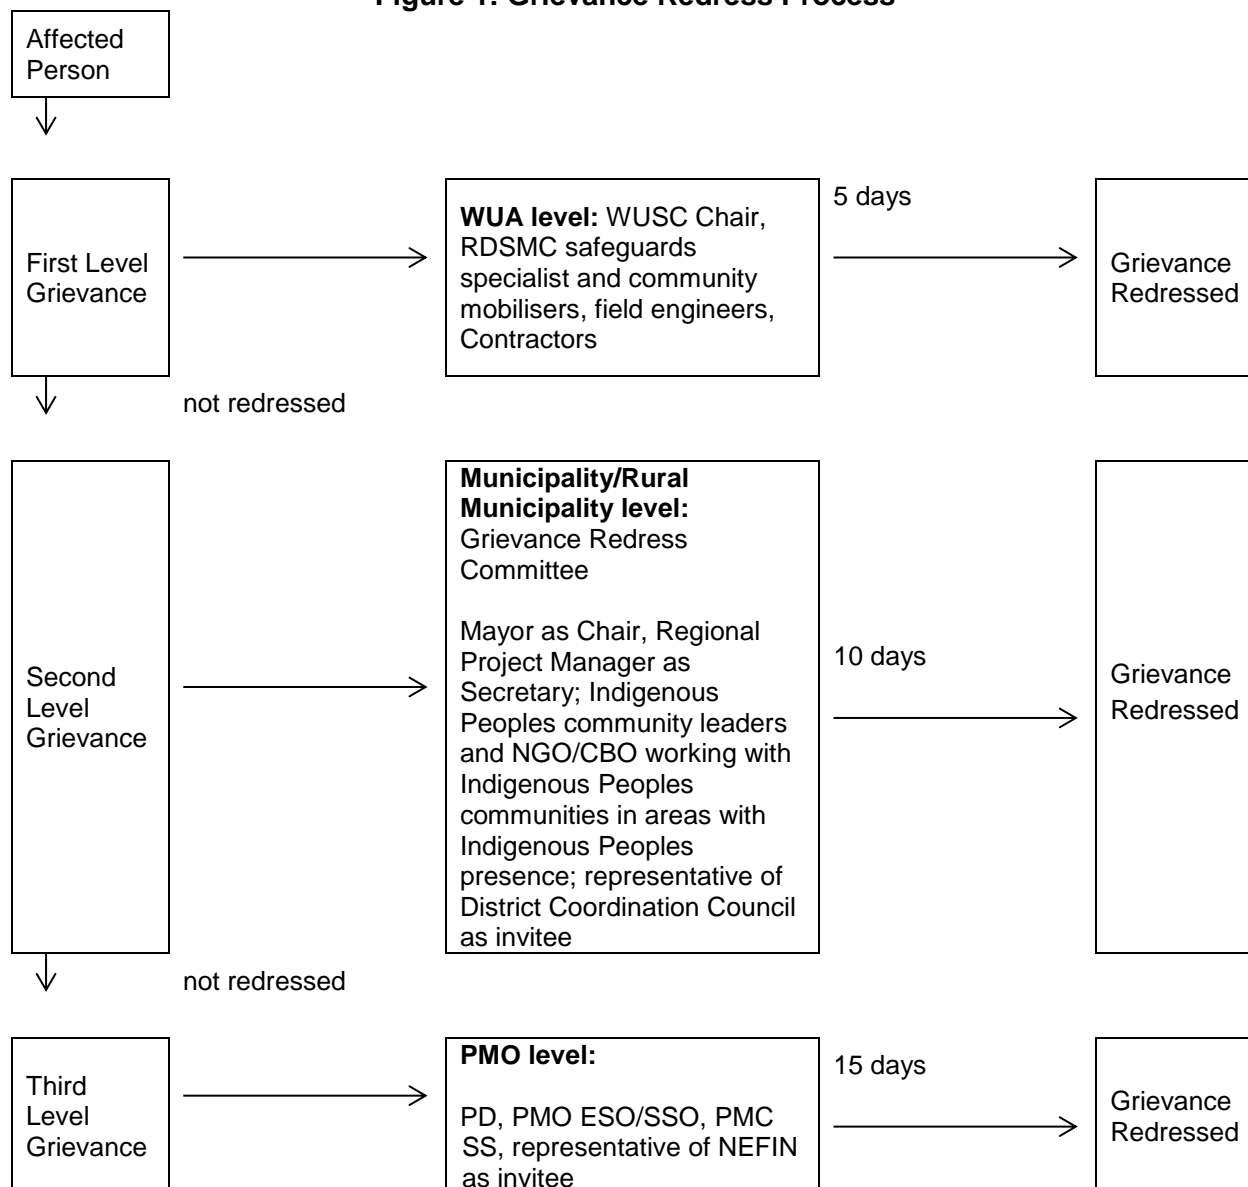 Figure 1: Grievance Redress Process
Affected
Person
First Level
Grievance
WUA level: WUSC Chair,
RDSMC safeguards
specialist and community
mobilisers, field engineers,
Contractors
5 days
Grievance
Redressed
not redressed
Second
Level
Grievance
Municipality/Rural
Municipality level:
Grievance Redress
Committee
Mayor as Chair, Regional
Project Manager as
Secretary; Indigenous
Peoples community leaders
and NGO/CBO working with
Indigenous Peoples
communities in areas with
Indigenous Peoples
presence; representative of
District Coordination Council
as invitee
10 days
Grievance
Redressed
not redressed
Third
Level
Grievance
PMO level:
PD, PMO ESO/SSO, PMC
SS, representative of NEFIN
as invitee
15 days
Grievance
Redressed